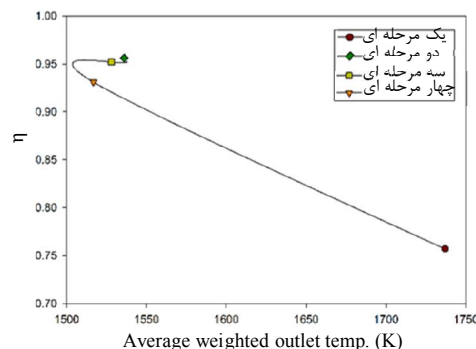 1.00
یک مرحله ای
دو مرحله ای
سه مرحله ای
چهار مرحله ای
0.95
0.90
η
0.85
0.80
0.75
0.70
1500 1550 1600 1650 1700 1750
Average weighted outlet temp. (K)